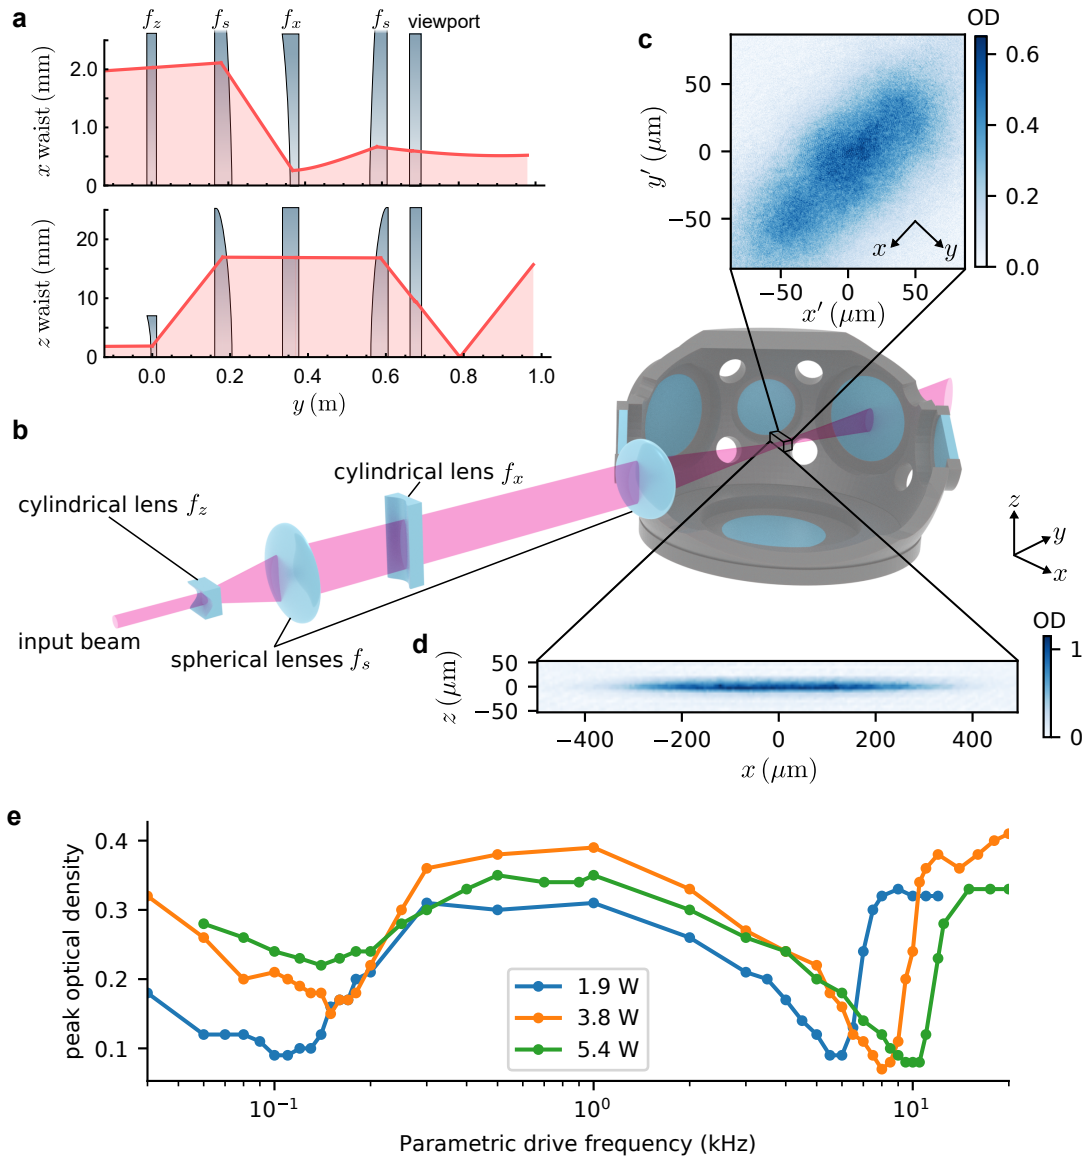 a
f_z
f_s
f_x
f_s
viewport
x waist (mm)
2.0
1.0
0
z waist (mm)
20
10
0
0.0
0.2
0.4
0.6
0.8
1.0
y (m)
c
OD
y′ (μm)
50
0
−50
x
y
0.6
0.4
0.2
0.0
−50
0
50
x′ (μm)
b
cylindrical lens f_x
cylindrical lens f_z
input beam
spherical lenses f_s
z
y
x
d
OD
z (μm)
50
0
−50
1
0
−400
−200
0
200
400
x (μm)
e
peak optical density
0.4
0.3
0.2
0.1
1.9 W
3.8 W
5.4 W
10⁻¹
10⁰
10¹
Parametric drive frequency (kHz)